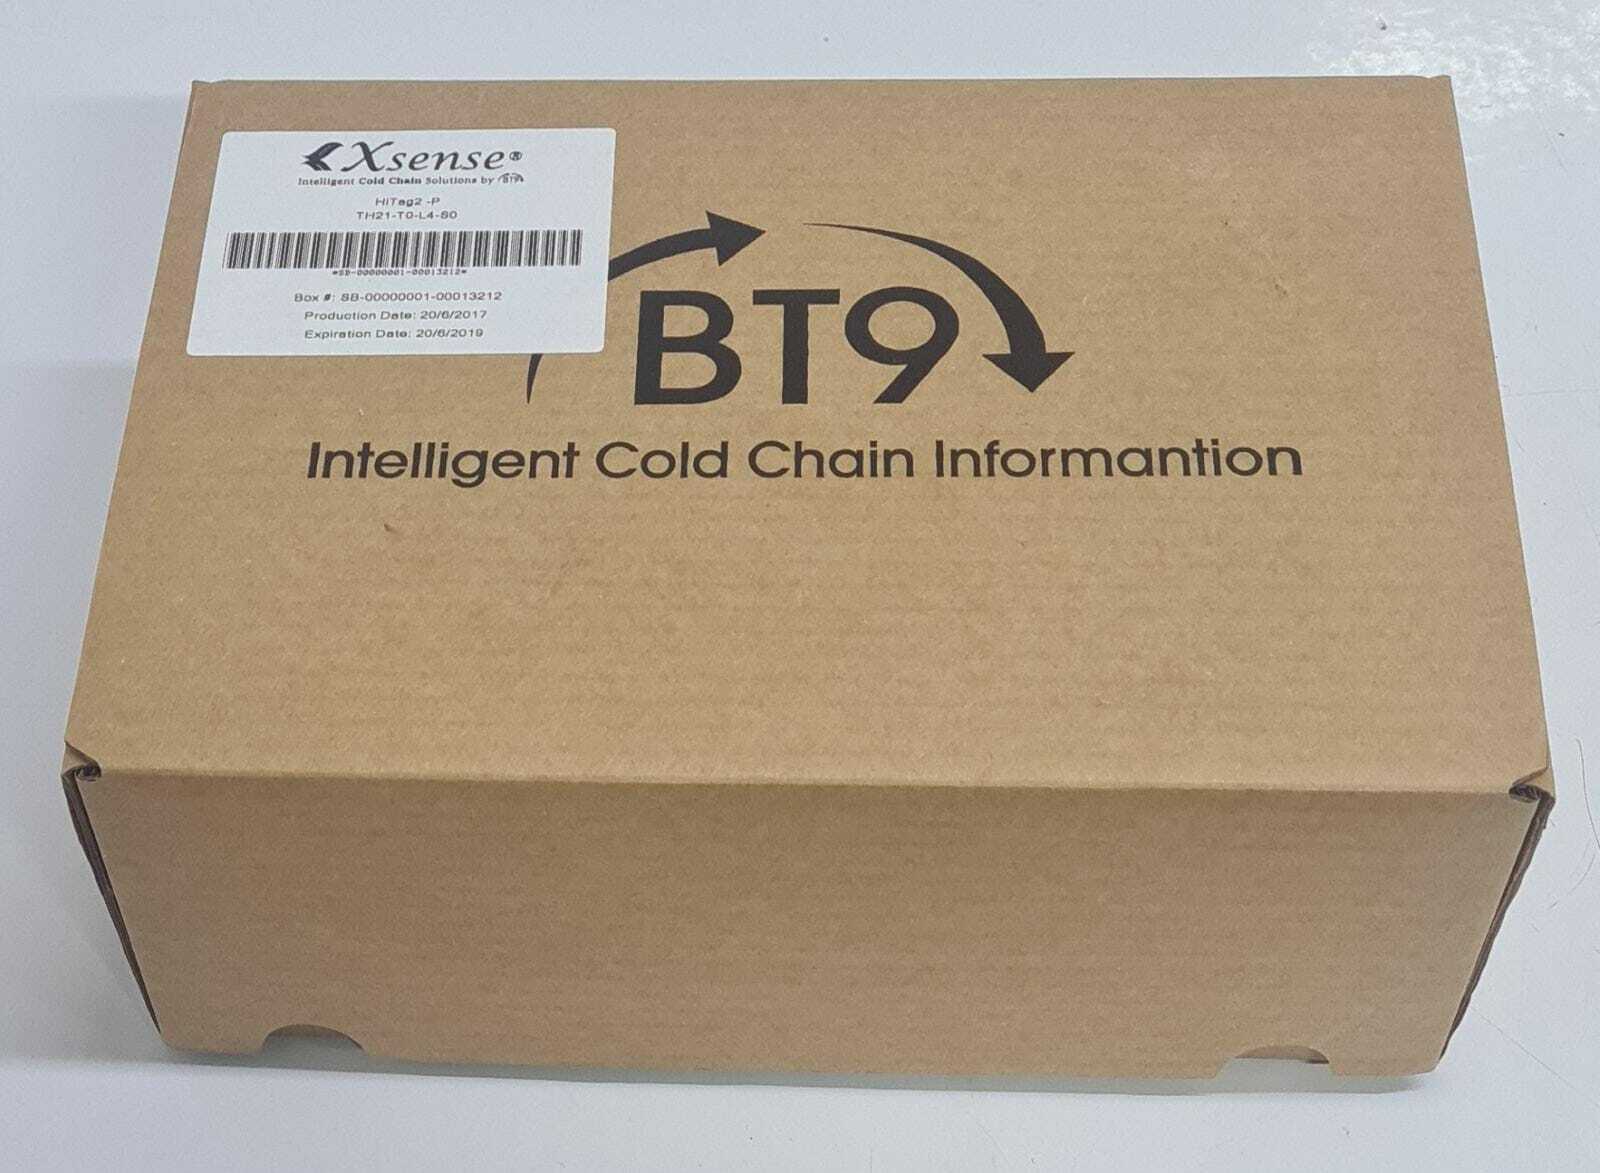 Xsense®
Intelligent Cold Chain Solutions by BT9
HiTag2 -P
TH21-T0-L4-S0
*SB-00000001-00013212*
Box #: SB-00000001-00013212
Production Date: 20/6/2017
Expiration Date: 20/6/2019
BT9
Intelligent Cold Chain Informantion